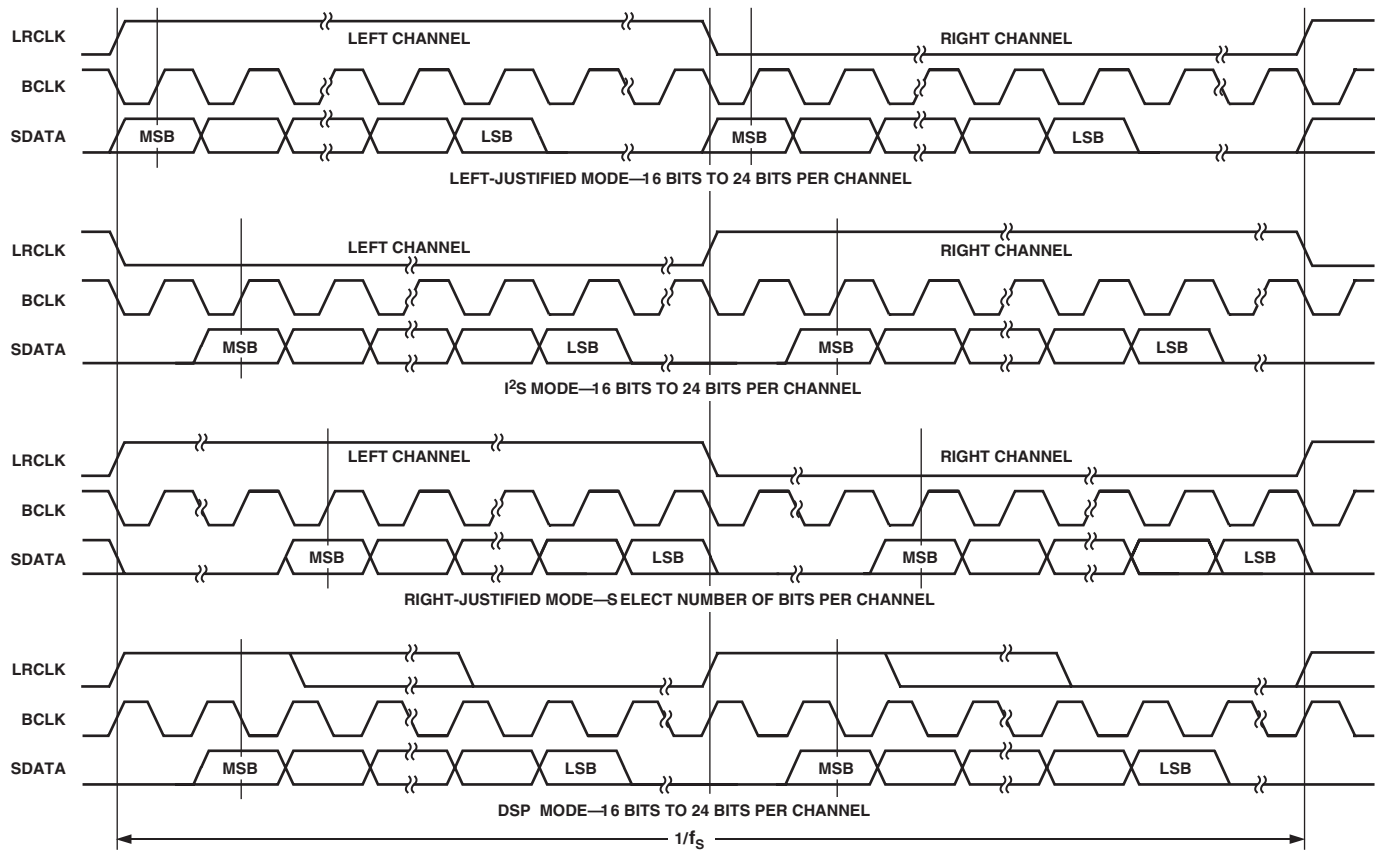 LRCLK LEFT CHANNEL RIGHT CHANNEL
BCLK
SDATA MSB LSB MSB LSB
LEFT-JUSTIFIED MODE—16 BITS TO 24 BITS PER CHANNEL
LRCLK LEFT CHANNEL RIGHT CHANNEL
BCLK
SDATA MSB LSB MSB LSB
I²S MODE—16 BITS TO 24 BITS PER CHANNEL
LRCLK LEFT CHANNEL RIGHT CHANNEL
BCLK
SDATA MSB LSB MSB LSB
RIGHT-JUSTIFIED MODE—SELECT NUMBER OF BITS PER CHANNEL
LRCLK
BCLK
SDATA MSB LSB MSB LSB
DSP MODE—16 BITS TO 24 BITS PER CHANNEL
1/fS